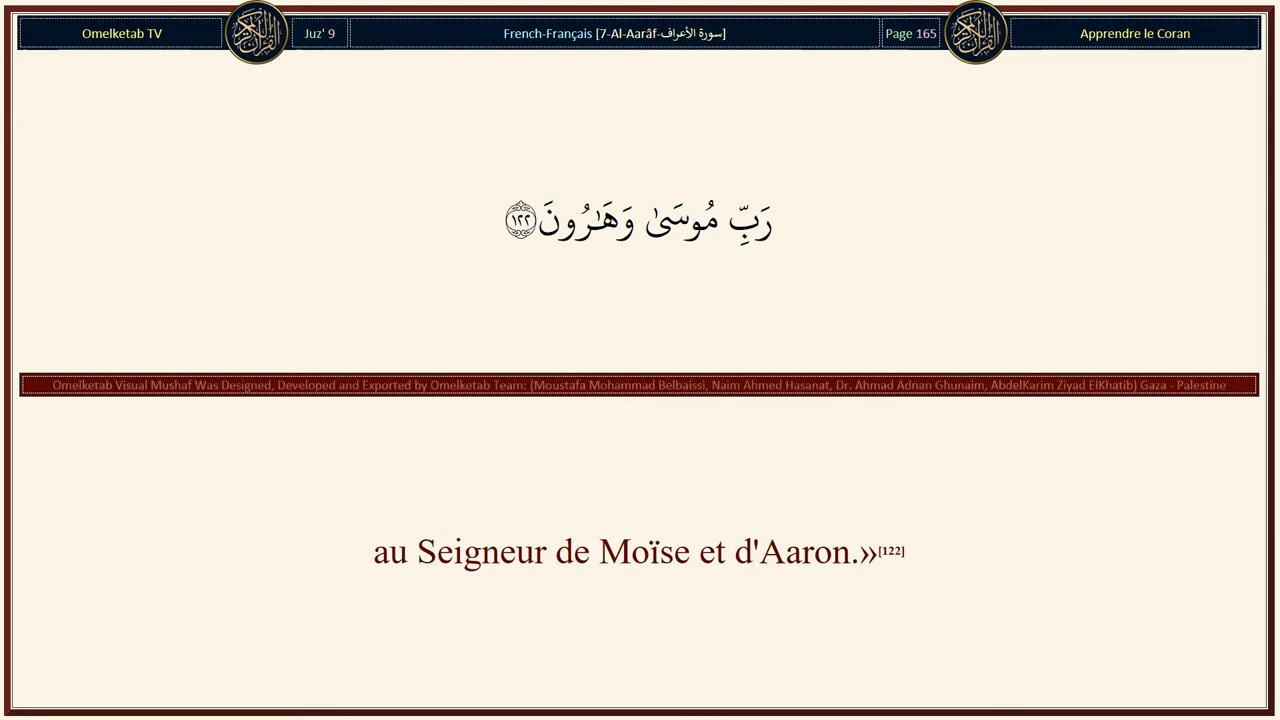 Omelketab TV
Juz' 9
French-Français [7-Al-Aarâf-سورة الأعراف]
Page 165
Apprendre le Coran
رَبِّ مُوسَىٰ وَهَـٰرُونَ ١٢٢
Omelketab Visual Mushaf Was Designed, Developed and Exported by Omelketab Team: (Moustafa Mohammad Belbaissi, Naim Ahmed Hasanat, Dr. Ahmad Adnan Ghunaim, AbdelKarim Ziyad ElKhatib) Gaza - Palestine
au Seigneur de Moïse et d'Aaron.»[122]